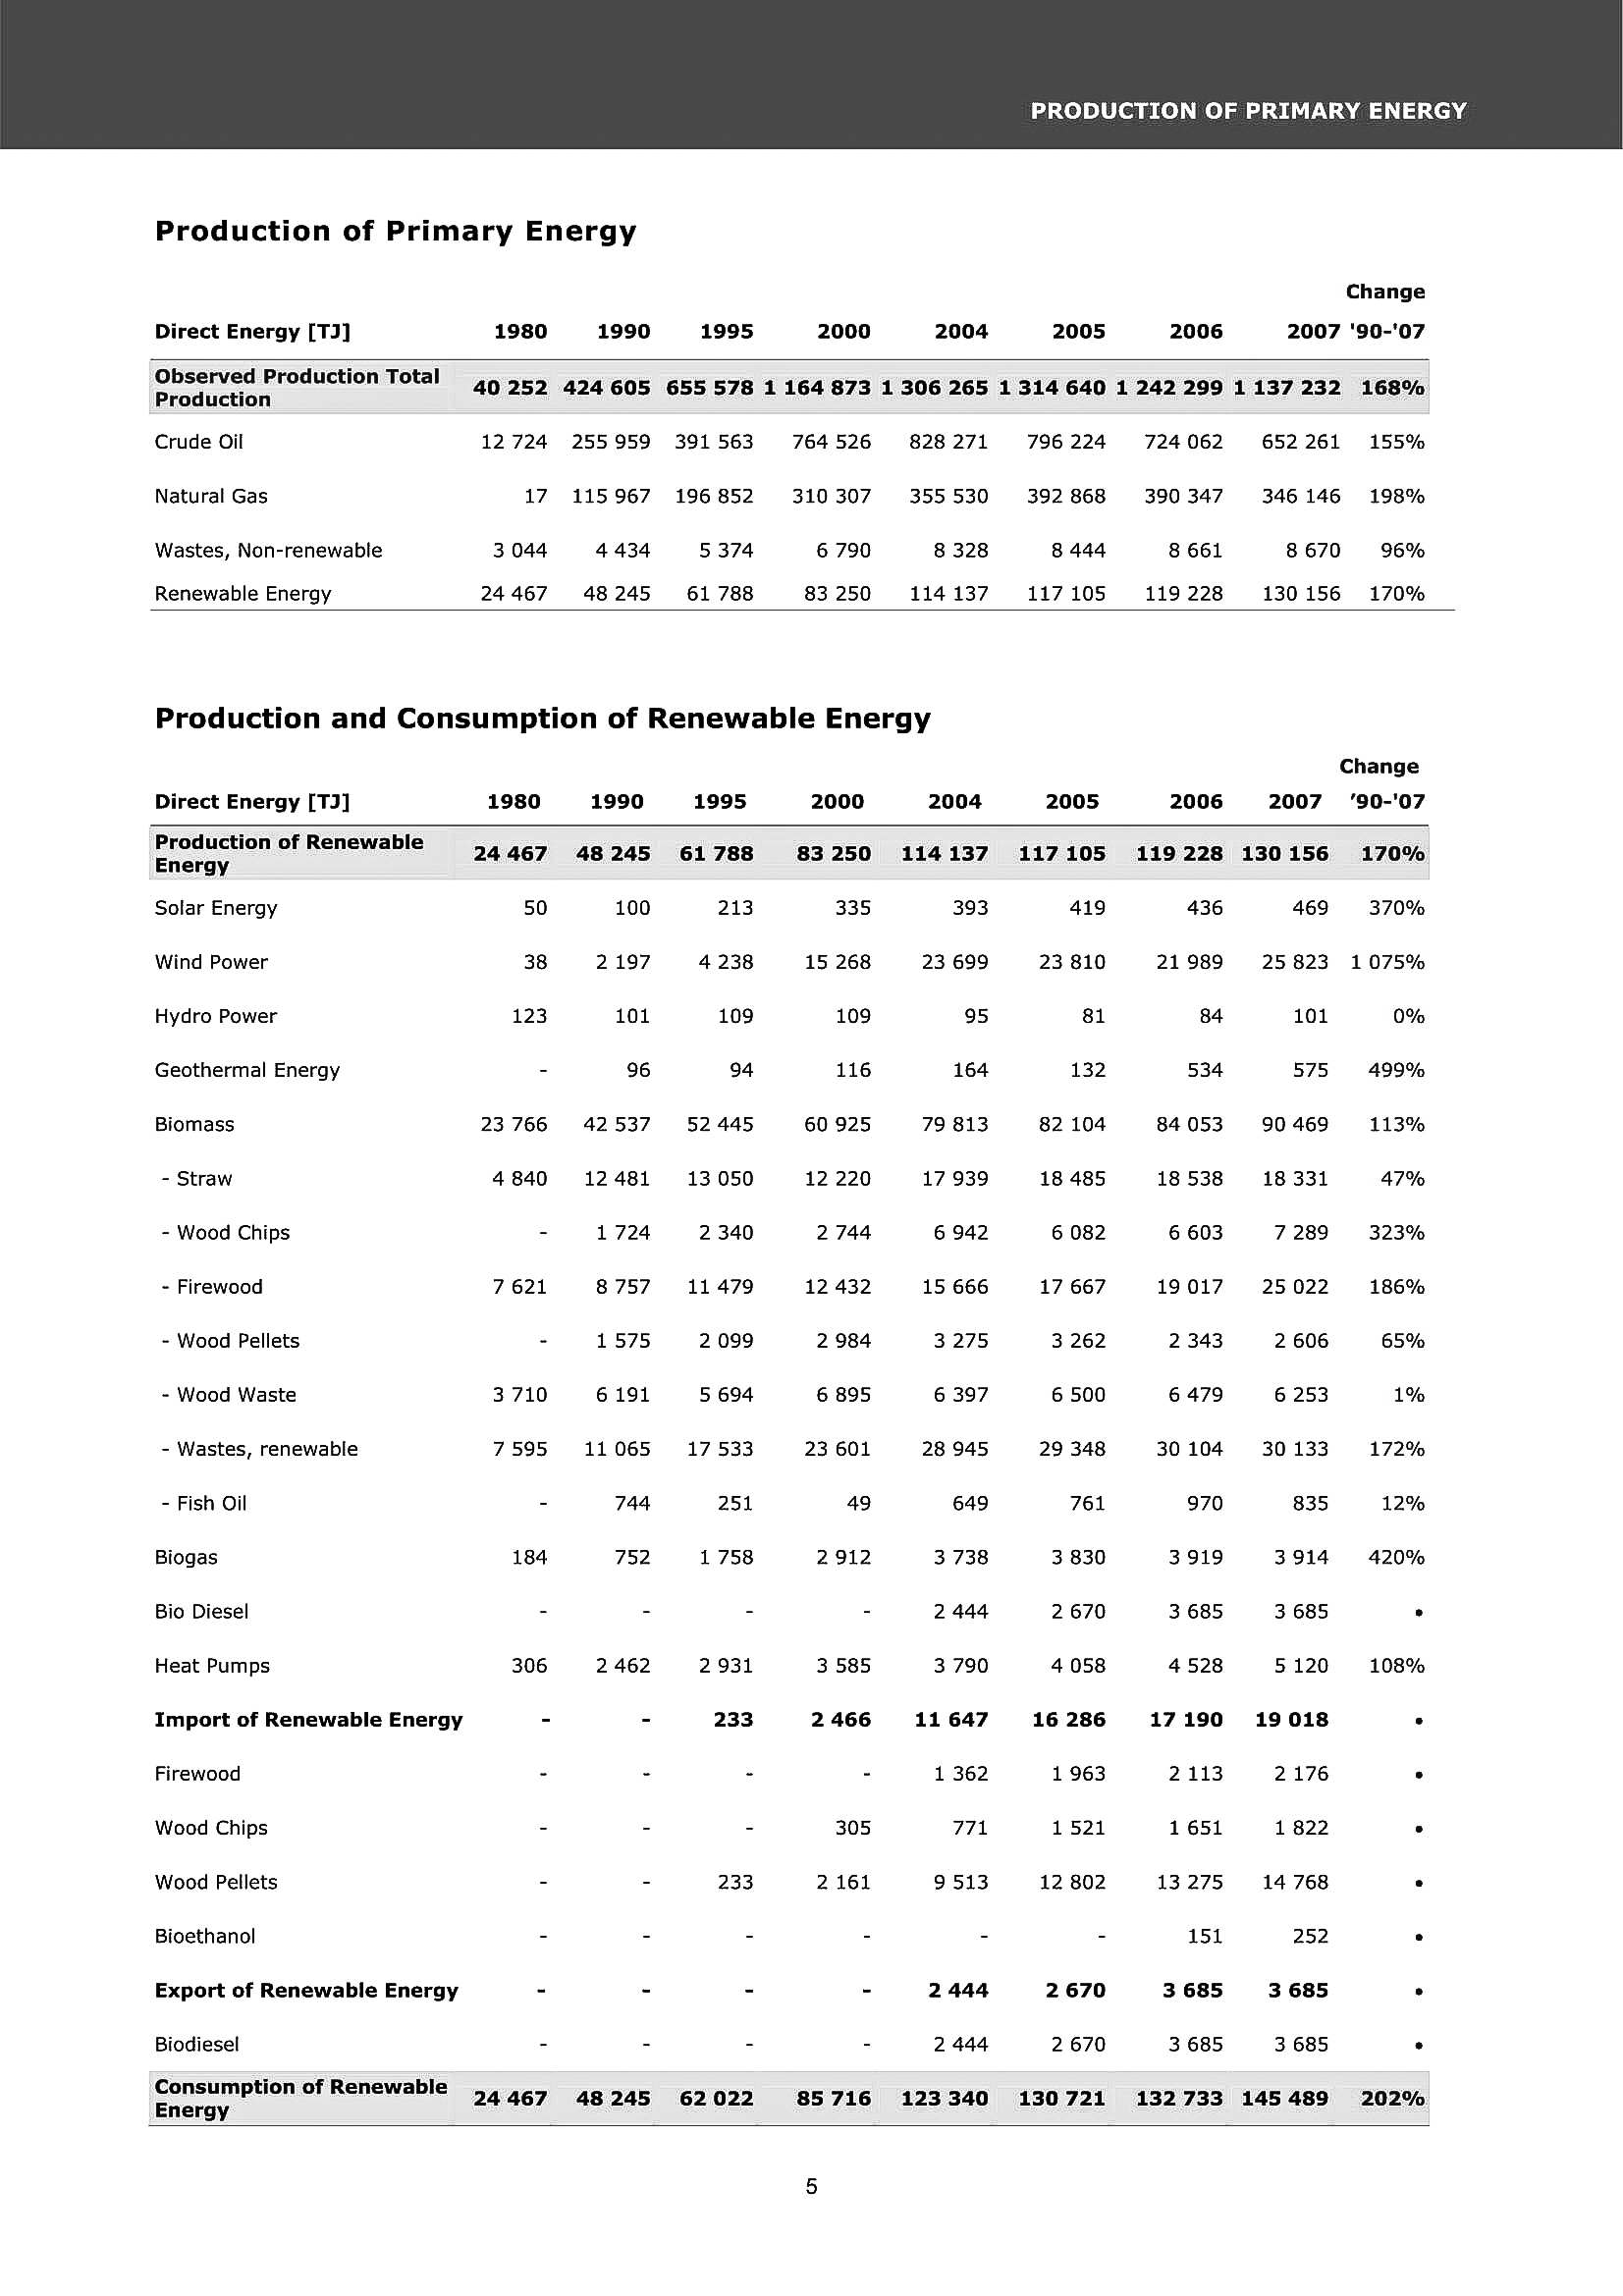 PRODUCTION OF PRIMARY ENERGY
Production of Primary Energy
Change
Direct Energy [TJ] 1980 1990 1995 2000 2004 2005 2006 2007 '90-'07
Observed Production Total
Production 40 252 424 605 655 578 1 164 873 1 306 265 1 314 640 1 242 299 1 137 232 168%
Crude Oil 12 724 255 959 391 563 764 526 828 271 796 224 724 062 652 261 155%
Natural Gas 17 115 967 196 852 310 307 355 530 392 868 390 347 346 146 198%
Wastes, Non-renewable 3 044 4 434 5 374 6 790 8 328 8 444 8 661 8 670 96%
Renewable Energy 24 467 48 245 61 788 83 250 114 137 117 105 119 228 130 156 170%
Production and Consumption of Renewable Energy
Change
Direct Energy [TJ] 1980 1990 1995 2000 2004 2005 2006 2007 ’90-'07
Production of Renewable
Energy 24 467 48 245 61 788 83 250 114 137 117 105 119 228 130 156 170%
Solar Energy 50 100 213 335 393 419 436 469 370%
Wind Power 38 2 197 4 238 15 268 23 699 23 810 21 989 25 823 1 075%
Hydro Power 123 101 109 109 95 81 84 101 0%
Geothermal Energy - 96 94 116 164 132 534 575 499%
Biomass 23 766 42 537 52 445 60 925 79 813 82 104 84 053 90 469 113%
- Straw 4 840 12 481 13 050 12 220 17 939 18 485 18 538 18 331 47%
- Wood Chips - 1 724 2 340 2 744 6 942 6 082 6 603 7 289 323%
- Firewood 7 621 8 757 11 479 12 432 15 666 17 667 19 017 25 022 186%
- Wood Pellets - 1 575 2 099 2 984 3 275 3 262 2 343 2 606 65%
- Wood Waste 3 710 6 191 5 694 6 895 6 397 6 500 6 479 6 253 1%
- Wastes, renewable 7 595 11 065 17 533 23 601 28 945 29 348 30 104 30 133 172%
- Fish Oil - 744 251 49 649 761 970 835 12%
Biogas 184 752 1 758 2 912 3 738 3 830 3 919 3 914 420%
Bio Diesel - - - - 2 444 2 670 3 685 3 685 •
Heat Pumps 306 2 462 2 931 3 585 3 790 4 058 4 528 5 120 108%
Import of Renewable Energy - - 233 2 466 11 647 16 286 17 190 19 018 •
Firewood - - - - 1 362 1 963 2 113 2 176 •
Wood Chips - - - 305 771 1 521 1 651 1 822 •
Wood Pellets - - 233 2 161 9 513 12 802 13 275 14 768 •
Bioethanol - - - - - - 151 252 •
Export of Renewable Energy - - - - 2 444 2 670 3 685 3 685 •
Biodiesel - - - - 2 444 2 670 3 685 3 685 •
Consumption of Renewable
Energy 24 467 48 245 62 022 85 716 123 340 130 721 132 733 145 489 202%
5